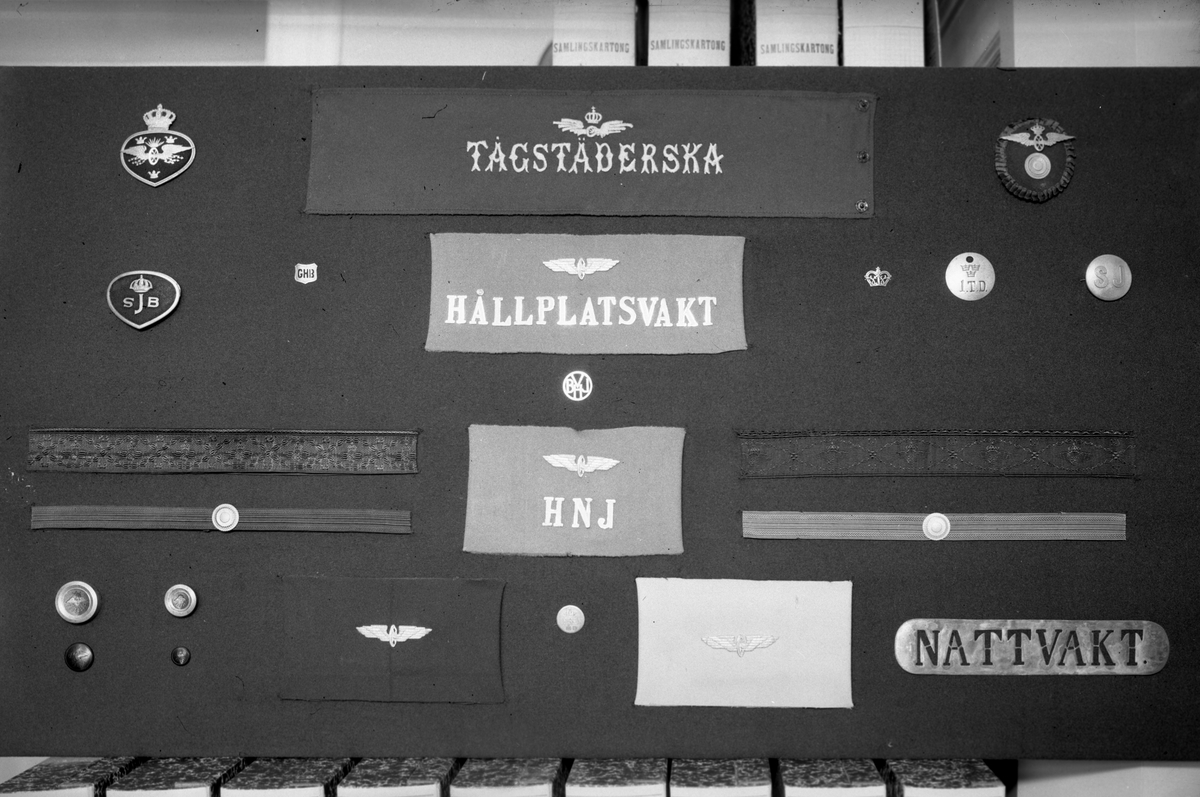 SAMLINGSKARTONG
SAMLINGSKARTONG
SAMLINGSKARTONG
TÅGSTÄDERSKA
SJB
GHB
HÅLLPLATSVAKT
I.T.D.
SJ
HNJ
NATTVAKT.